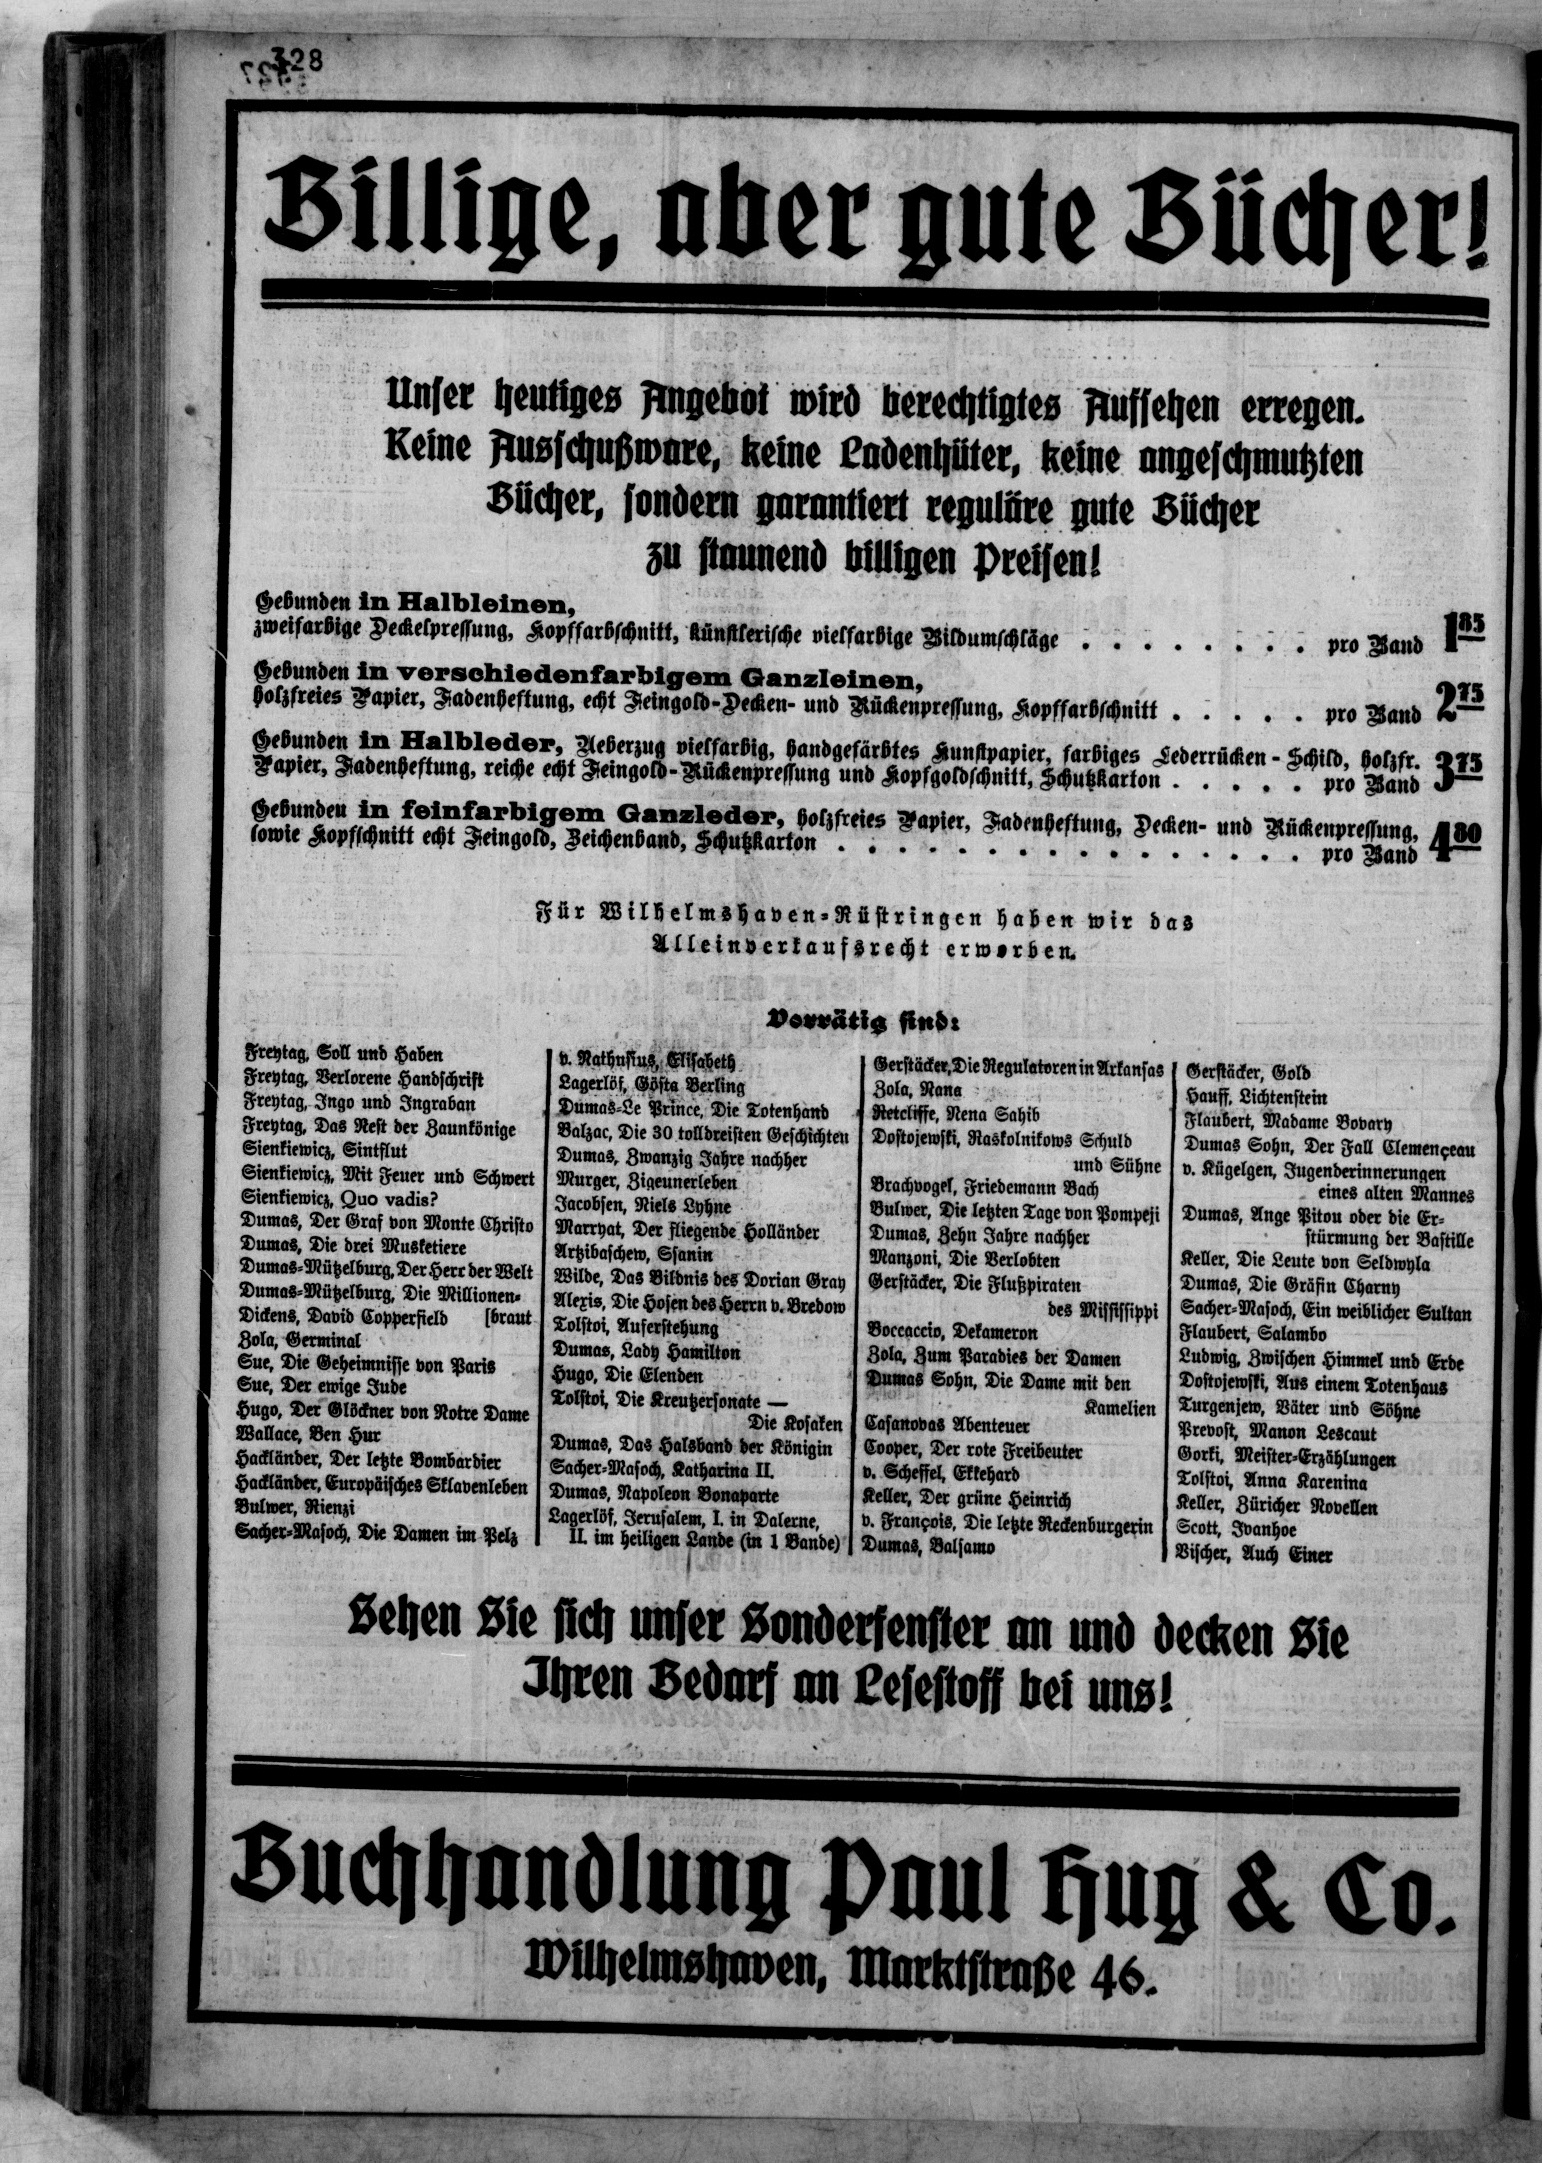 328
Billige, aber gute Bücher!
Unser heutiges Angebot wird berechtigtes Aufsehen erregen.
Keine Ausschußware, keine Ladenhüter, keine angeschmutzten
Bücher, sondern garantiert reguläre gute Bücher
zu staunend billigen Preisen!
Gebunden in Halbleinen,
zweifarbige Deckelpressung, Kopffarbschnitt, künstlerische vielfarbige Bildumschläge . . . . . . . . pro Band 1 85
Gebunden in verschiedenfarbigem Ganzleinen,
holzfreies Papier, Fadenheftung, echt Feingold-Decken- und Rückenpressung, Kopffarbschnitt . . . . . pro Band 2 75
Gebunden in Halbleder, Ueberzug vielfarbig, handgefärbtes Kunstpapier, farbiges Lederrücken-Schild, holzfr.
Papier, Fadenheftung, reiche echt Feingold-Rückenpressung und Kopfgoldschnitt, Schutzkarton . . . . . pro Band 3 75
Gebunden in feinfarbigem Ganzleder, holzfreies Papier, Fadenheftung, Decken- und Rückenpressung,
sowie Kopfschnitt echt Feingold, Zeichenband, Schutzkarton . . . . . . . . . . . . . . . . pro Band 4 80
Für Wilhelmshaven-Rüstringen haben wir das
Alleinverkaufsrecht erworben.
Vorrätig sind:
Freytag, Soll und Haben
Freytag, Verlorene Handschrift
Freytag, Ingo und Ingraban
Freytag, Das Nest der Zaunkönige
Sienkiewicz, Sintflut
Sienkiewicz, Mit Feuer und Schwert
Sienkiewicz, Quo vadis?
Dumas, Der Graf von Monte Christo
Dumas, Die drei Musketiere
Dumas-Mützelburg, Der Herr der Welt
Dumas-Mützelburg, Die Millionen-
Dickens, David Copperfield [braut
Zola, Germinal
Sue, Die Geheimnisse von Paris
Sue, Der ewige Jude
Hugo, Der Glöckner von Notre Dame
Wallace, Ben Hur
Hackländer, Der letzte Bombardier
Hackländer, Europäisches Sklavenleben
Bulwer, Rienzi
Sacher-Masoch, Die Damen im Pelz
v. Nathusius, Elisabeth
Lagerlöf, Gösta Berling
Dumas-Le Prince, Die Totenhand
Balzac, Die 30 tolldreisten Geschichten
Dumas, Zwanzig Jahre nachher
Murger, Zigeunerleben
Jacobsen, Niels Lyhne
Marryat, Der fliegende Holländer
Artzibaschew, Ssanin
Wilde, Das Bildnis des Dorian Gray
Alexis, Die Hosen des Herrn v. Bredow
Tolstoi, Auferstehung
Dumas, Lady Hamilton
Hugo, Die Elenden
Tolstoi, Die Kreutzersonate —
Die Kosaken
Dumas, Das Halsband der Königin
Sacher-Masoch, Katharina II.
Dumas, Napoleon Bonaparte
Lagerlöf, Jerusalem, I. in Dalerne,
II. im heiligen Lande (in 1 Bande)
Gerstäcker, Die Regulatoren in Arkansas
Zola, Nana
Retcliffe, Nena Sahib
Dostojewski, Raskolnikows Schuld
und Sühne
Brachvogel, Friedemann Bach
Bulwer, Die letzten Tage von Pompeji
Dumas, Zehn Jahre nachher
Manzoni, Die Verlobten
Gerstäcker, Die Flußpiraten
des Mississippi
Boccaccio, Dekameron
Zola, Zum Paradies der Damen
Dumas Sohn, Die Dame mit den
Kamelien
Casanovas Abenteuer
Cooper, Der rote Freibeuter
v. Scheffel, Ekkehard
Keller, Der grüne Heinrich
v. François, Die letzte Reckenburgerin
Dumas, Balsamo
Gerstäcker, Gold
Hauff, Lichtenstein
Flaubert, Madame Bovary
Dumas Sohn, Der Fall Clemençeau
v. Kügelgen, Jugenderinnerungen
eines alten Mannes
Dumas, Ange Pitou oder die Er-
stürmung der Bastille
Keller, Die Leute von Seldwyla
Dumas, Die Gräfin Charny
Sacher-Masoch, Ein weiblicher Sultan
Flaubert, Salambo
Ludwig, Zwischen Himmel und Erde
Dostojewski, Aus einem Totenhaus
Turgenjew, Väter und Söhne
Prevost, Manon Lescaut
Gorki, Meister-Erzählungen
Tolstoi, Anna Karenina
Keller, Züricher Novellen
Scott, Ivanhoe
Vischer, Auch Einer
Sehen Sie sich unser Sonderfenster an und decken Sie
Ihren Bedarf an Lesestoff bei uns!
Buchhandlung Paul Hug & Co.
Wilhelmshaven, Marktstraße 46.